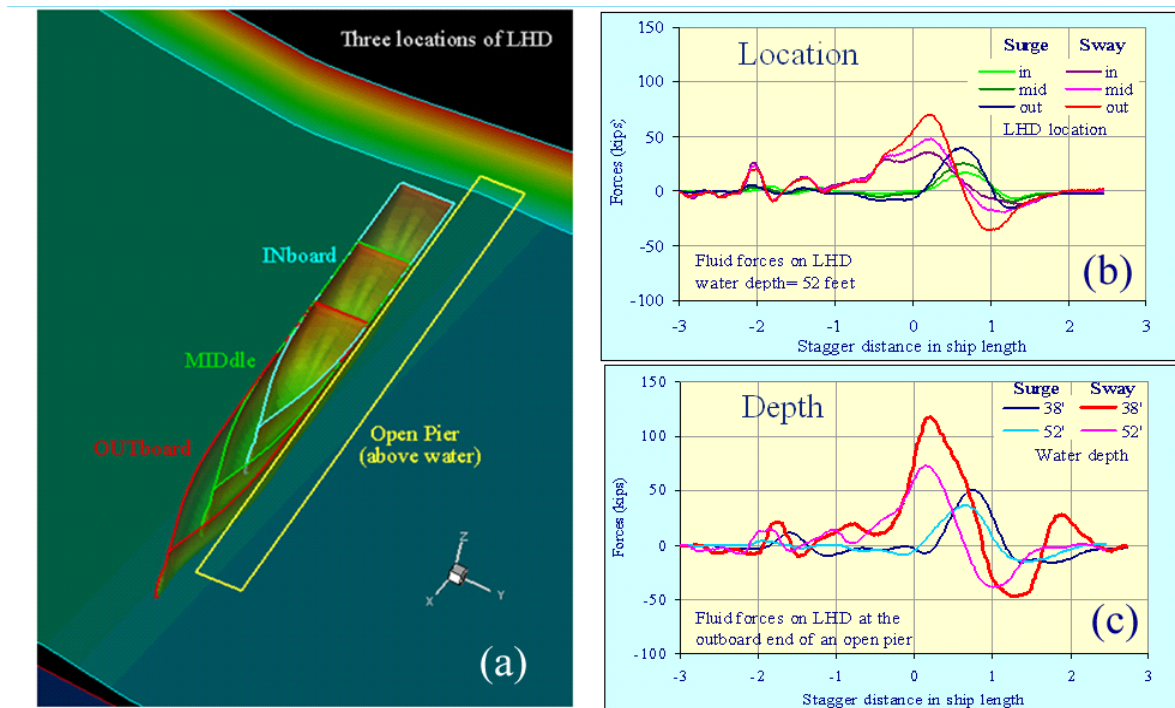 Three locations of LHD
INboard
MIDdle
OUTboard
Open Pier
(above water)
Z
X
Y
(a)
150
100
50
0
-50
-100
Forces (kips)
Location
Surge Sway
in in
mid mid
out out
LHD location
Fluid forces on LHD
water depth= 52 feet
(b)
-3 -2 -1 0 1 2 3
Stagger distance in ship length
150
100
50
0
-50
-100
Forces (kips)
Depth
Surge Sway
38' 38'
52' 52'
Water depth
Fluid forces on LHD at the
outboard end of an open pier
(c)
-3 -2 -1 0 1 2 3
Stagger distance in ship length